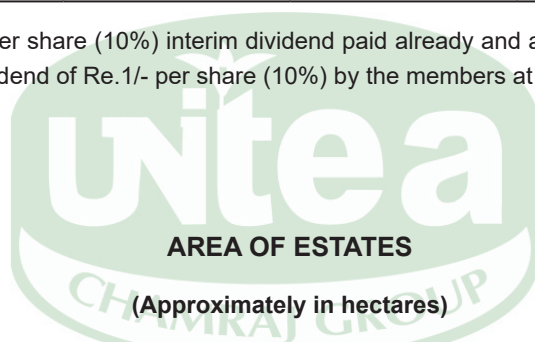 er share (10%) interim dividend paid already and a
dend of Re.1/- per share (10%) by the members at
unitea
AREA OF ESTATES
CHAMRAJ GROUP
(Approximately in hectares)